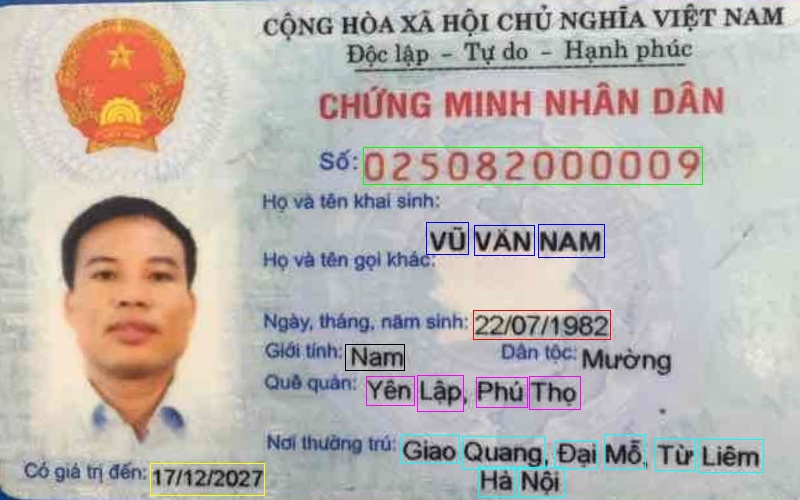 CỘNG HÒA XÃ HỘI CHỦ NGHĨA VIỆT NAM
Độc lập - Tự do - Hạnh phúc
CHỨNG MINH NHÂN DÂN
Số: 025082000009
Họ và tên khai sinh:
VŨ VĂN NAM
Họ và tên gọi khác:
Ngày, tháng, năm sinh: 22/07/1982
Giới tính: Nam Dân tộc: Mường
Quê quán: Yên Lập, Phú Thọ
Nơi thường trú: Giao Quang, Đại Mỗ, Từ Liêm
Hà Nội
Có giá trị đến: 17/12/2027